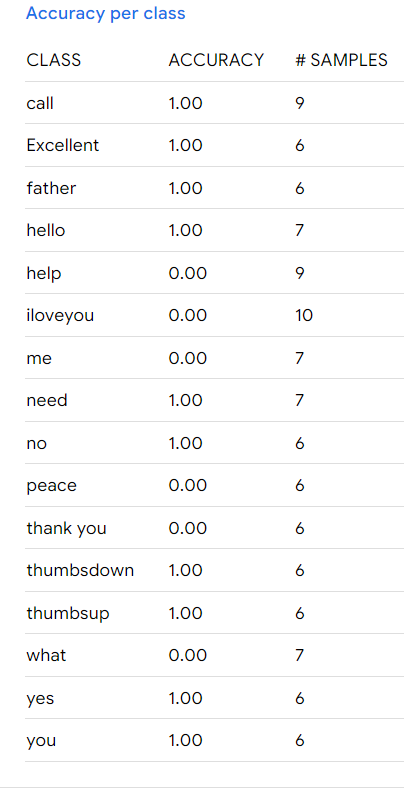 Accuracy per class
CLASS ACCURACY # SAMPLES
call 1.00 9
Excellent 1.00 6
father 1.00 6
hello 1.00 7
help 0.00 9
iloveyou 0.00 10
me 0.00 7
need 1.00 7
no 1.00 6
peace 0.00 6
thank you 0.00 6
thumbsdown 1.00 6
thumbsup 1.00 6
what 0.00 7
yes 1.00 6
you 1.00 6